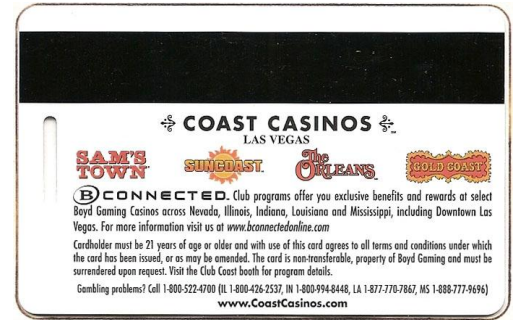 COAST CASINOS
LAS VEGAS
SAM'S TOWN
SUNCOAST.
The ORLEANS
GOLD COAST
B CONNECTED. Club programs offer you exclusive benefits and rewards at select
Boyd Gaming Casinos across Nevada, Illinois, Indiana, Louisiana and Mississippi, including Downtown Las
Vegas. For more information visit us at www.bconnectedonline.com
Cardholder must be 21 years of age or older and with use of this card agrees to all terms and conditions under which
the card has been issued, or as may be amended. The card is non-transferable, property of Boyd Gaming and must be
surrendered upon request. Visit the Club Coast booth for program details.
Gambling problems? Call 1-800-522-4700 (IL 1-800-426-2537, IN 1-800-994-8448, LA 1-877-770-7867, MS 1-888-777-9696)
www.CoastCasinos.com